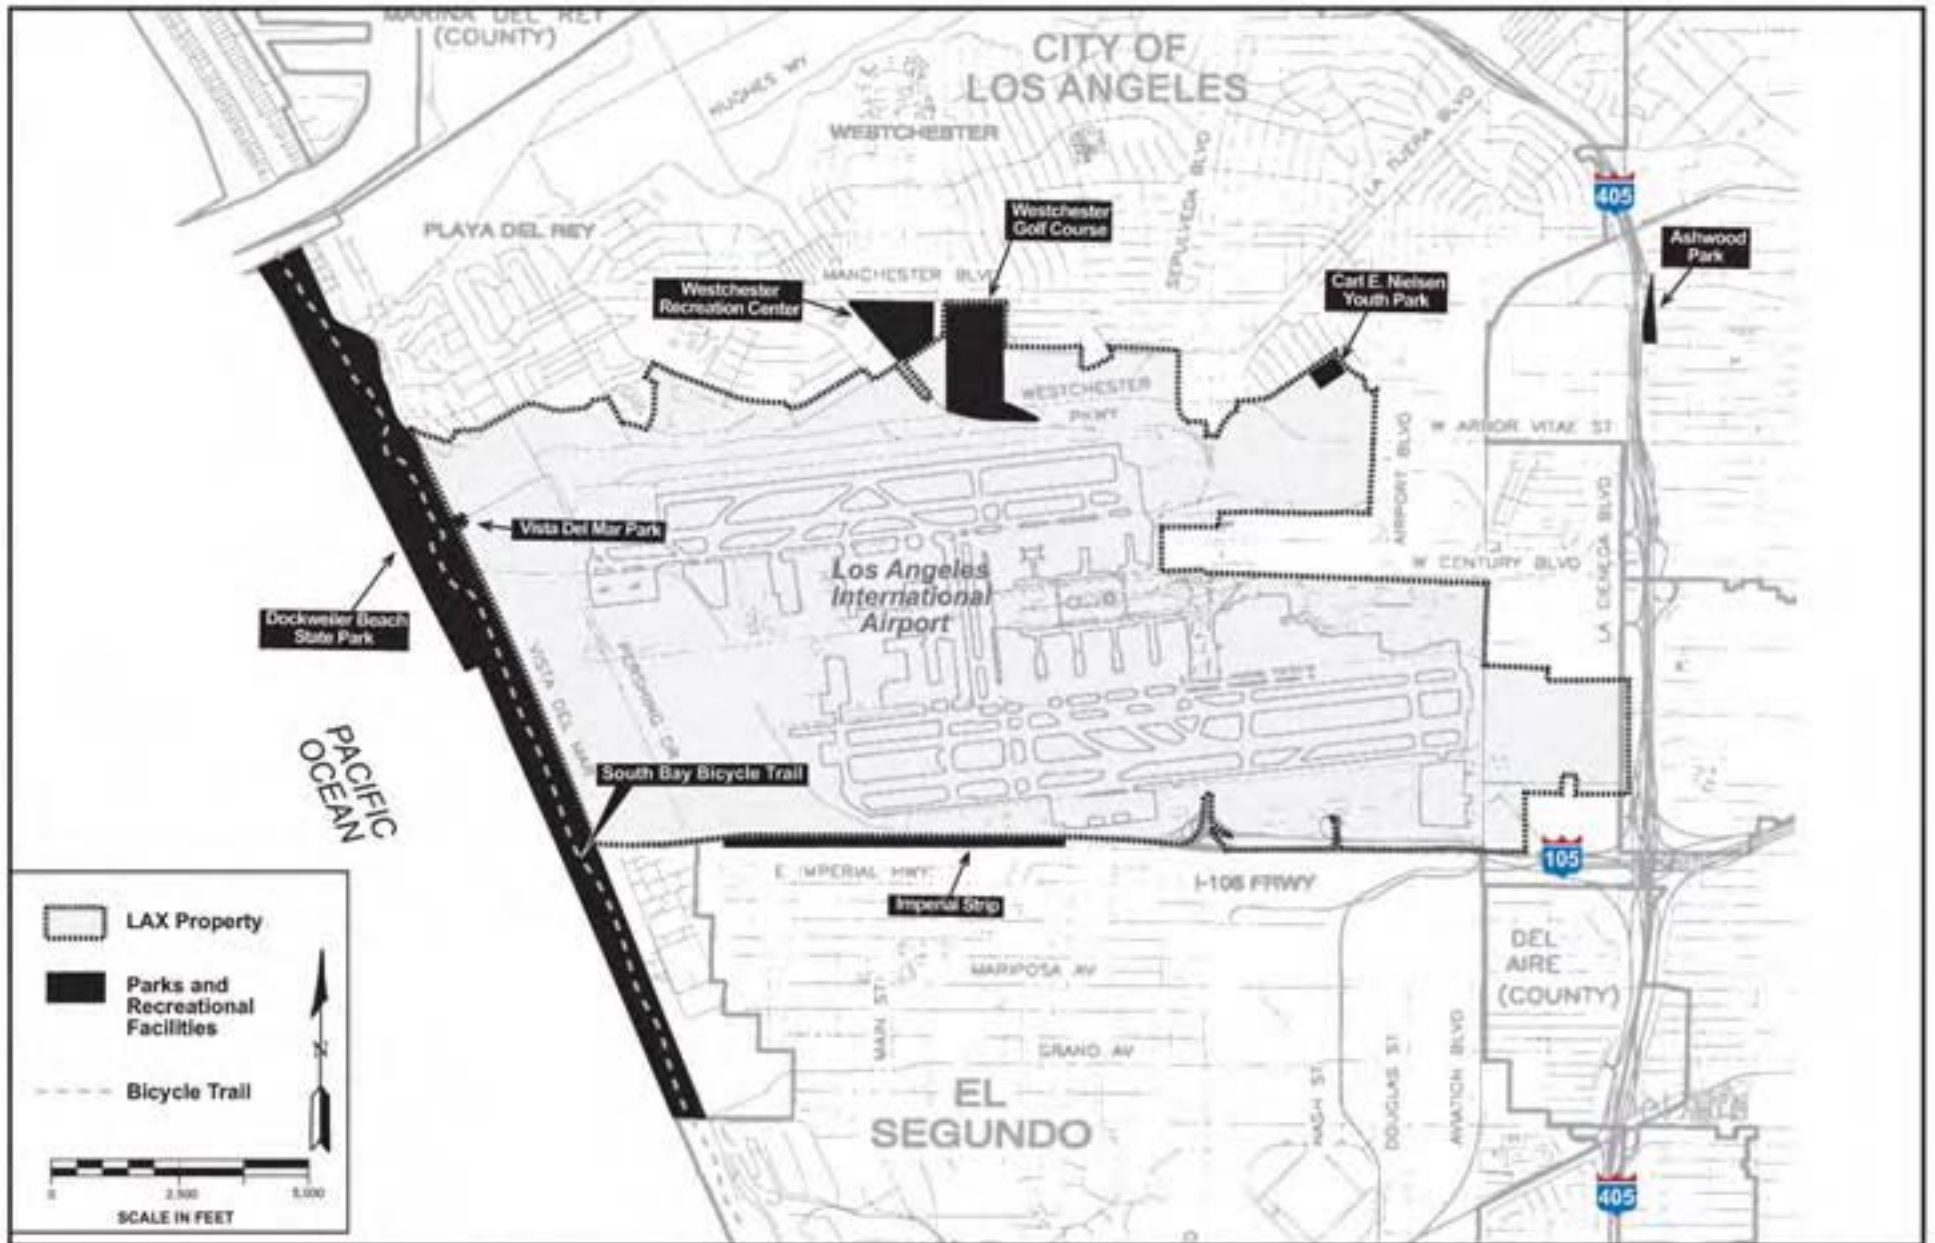 MARINA DEL REY
(COUNTY)
HUGHES WY
CITY OF
LOS ANGELES
WESTCHESTER
SEPULVEDA BLVD
LA TIJERA BLVD
405
PLAYA DEL REY
Westchester
Golf Course
Ashwood
Park
MANCHESTER BLVD
Westchester
Recreation Center
Carl E. Nielsen
Youth Park
WESTCHESTER
PKWY
AIRPORT BLVD
W ARBOR VITAE ST
Vista Del Mar Park
LA CIENEGA BLVD
W CENTURY BLVD
Los Angeles
International
Airport
Dockweiler Beach
State Park
VISTA DEL MAR
PERSHING DR
PACIFIC
OCEAN
South Bay Bicycle Trail
105
E IMPERIAL HWY
I-105 FRWY
Imperial Strip
LAX Property
DEL
AIRE
(COUNTY)
MARIPOSA AV
Parks and
Recreational
Facilities
MAIN ST
N
GRAND AV
NASH ST
DOUGLAS ST
AVIATION BLVD
Bicycle Trail
EL
SEGUNDO
0 2,500 5,000
SCALE IN FEET
405